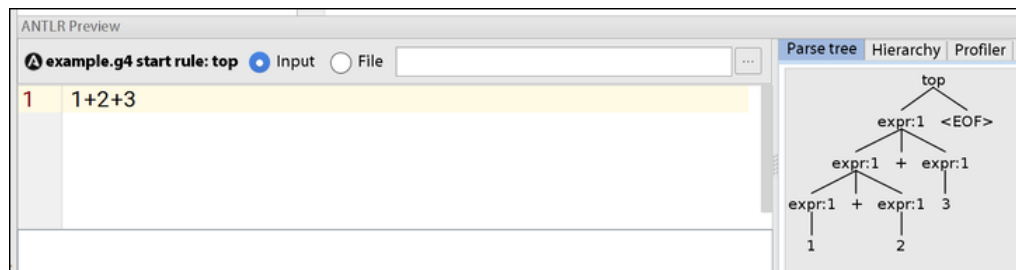 ANTLR Preview
example.g4 start rule: top Input File ...
Parse tree Hierarchy Profiler
1 1+2+3
top
expr:1 <EOF>
expr:1 + expr:1
expr:1 + expr:1 3
1 2